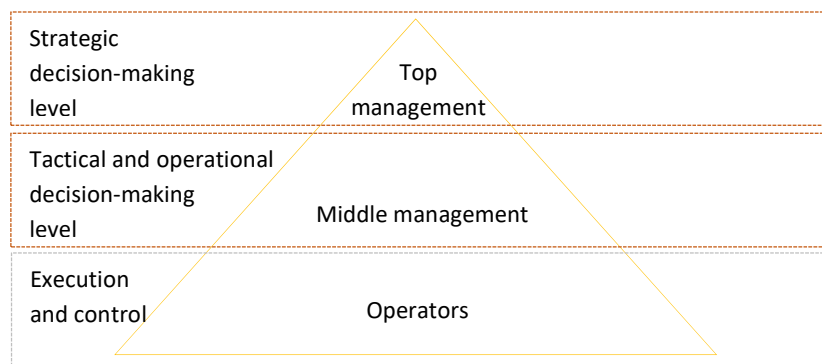 Strategic
decision-making
level
Top
management
Tactical and operational
decision-making
level
Middle management
Execution
and control
Operators